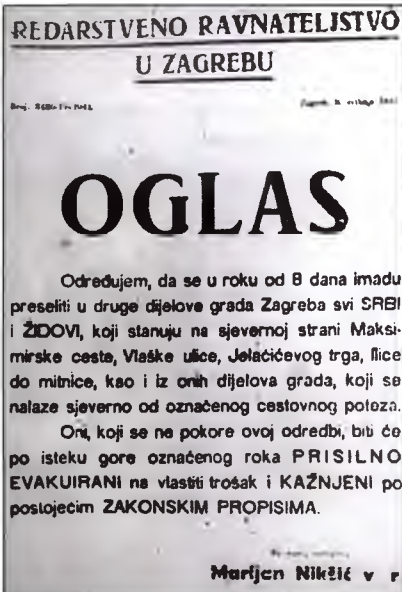 REDARSTVENO RAVNATELJSTVO
U ZAGREBU
OGLAS
Određujem, da se u roku od 8 dana imadu
preseliti u druge dijelove grada Zagreba svi SRBI
i ŽIDOVI, koji stanuju na sjevernoj strani Maksi-
mirske ceste, Vlaške ulice, Jelačićevog trga, Ilice
do mitnice, kao i iz onih dijelova grada, koji se
nalaze sjeverno od označenog cestovnog poteza.
Oni, koji se ne pokore ovoj odredbi, biti će
po isteku gore označenog roka PRISILNO
EVAKUIRANI na vlastiti trošak i KAŽNJENI po
postojećim ZAKONSKIM PROPISIMA.
Marijan Nikšić v r